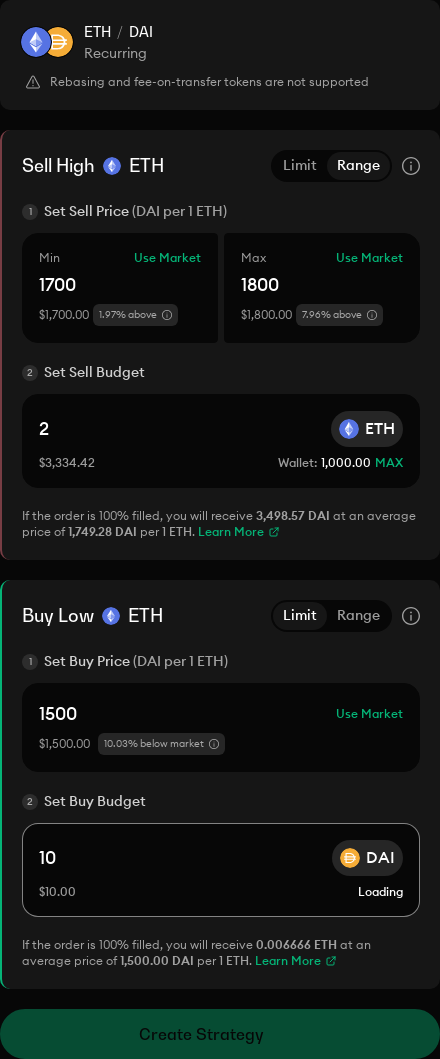 ETH / DAI
Recurring
Rebasing and fee-on-transfer tokens are not supported
Sell High ETH Limit Range
1 Set Sell Price (DAI per 1 ETH)
Min Use Market Max Use Market
1700 1800
$1,700.00 1.97% above $1,800.00 7.96% above
2 Set Sell Budget
2 ETH
$3,334.42 Wallet: 1,000.00 MAX
If the order is 100% filled, you will receive 3,498.57 DAI at an average
price of 1,749.28 DAI per 1 ETH. Learn More
Buy Low ETH Limit Range
1 Set Buy Price (DAI per 1 ETH)
1500 Use Market
$1,500.00 10.03% below market
2 Set Buy Budget
10 DAI
$10.00 Loading
If the order is 100% filled, you will receive 0.006666 ETH at an
average price of 1,500.00 DAI per 1 ETH. Learn More
Create Strategy